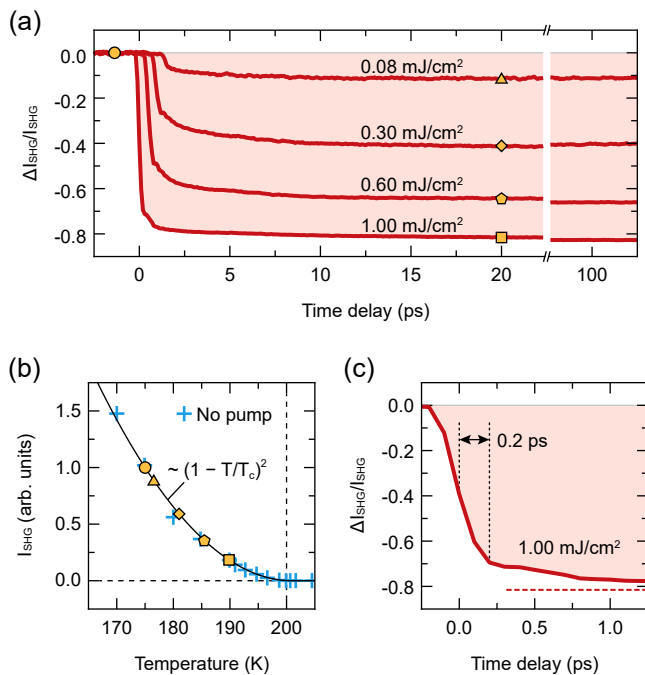 (a)
0.0
-0.2
-0.4
-0.6
-0.8
ΔI_SHG/I_SHG
0.08 mJ/cm²
0.30 mJ/cm²
0.60 mJ/cm²
1.00 mJ/cm²
0 5 10 15 20 100
Time delay (ps)
(b)
1.5
1.0
0.5
0.0
I_SHG (arb. units)
No pump
~ (1 − T/T_c)²
170 180 190 200
Temperature (K)
(c)
0.0
-0.2
-0.4
-0.6
-0.8
ΔI_SHG/I_SHG
0.2 ps
1.00 mJ/cm²
0.0 0.5 1.0
Time delay (ps)